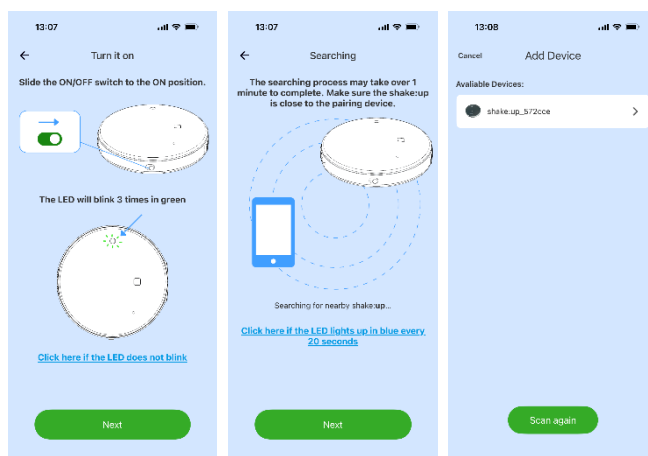 13:07
Turn it on
Slide the ON/OFF switch to the ON position.
The LED will blink 3 times in green
Click here if the LED does not blink
Next
13:07
Searching
The searching process may take over 1
minute to complete. Make sure the shake:up
is close to the pairing device.
Searching for nearby shake:up...
Click here if the LED lights up in blue every
20 seconds
Next
13:08
Cancel
Add Device
Avaliable Devices:
shake:up_572cce
Scan again